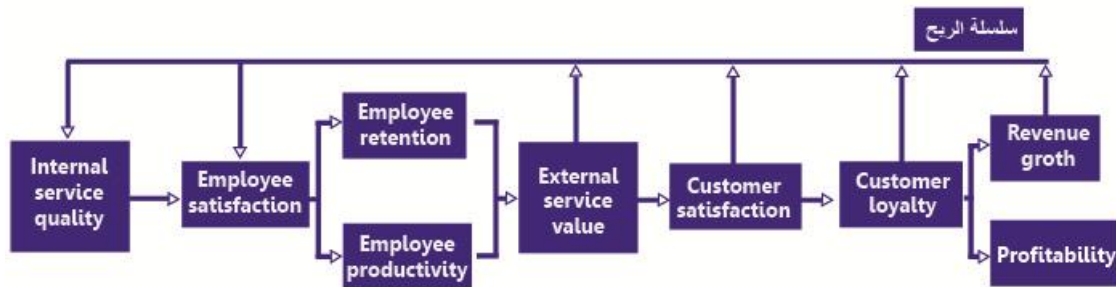 سلسلة الربح
Internal
service
quality
Employee
satisfaction
Employee
retention
Employee
productivity
External
service
value
Customer
satisfaction
Customer
loyalty
Revenue
groth
Profitability